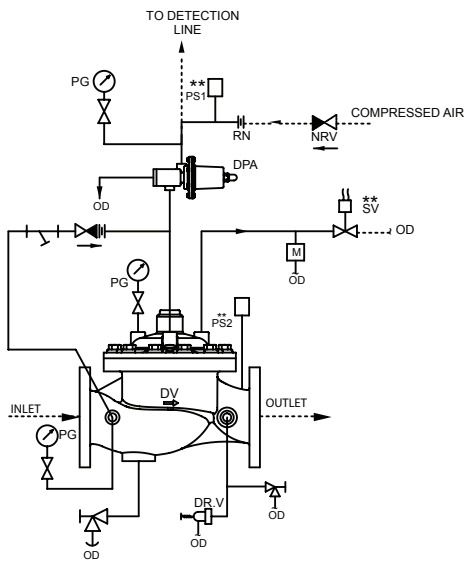 TO DETECTION
LINE
PG
**
PS1
COMPRESSED AIR
RN
NRV
DPA
OD
**
SV
OD
M
OD
PG
**
PS2
DV
INLET
OUTLET
PG
DR.V
OD
OD
OD